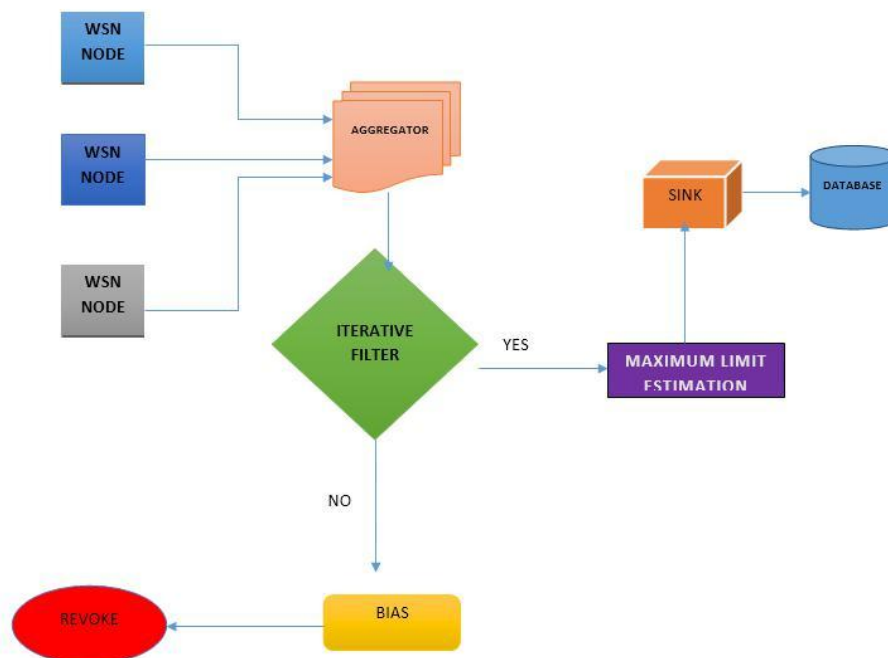 WSN
NODE
AGGREGATOR
WSN
NODE
SINK
DATABASE
WSN
NODE
ITERATIVE
FILTER
YES
MAXIMUM LIMIT
ESTIMATION
NO
BIAS
REVOKE